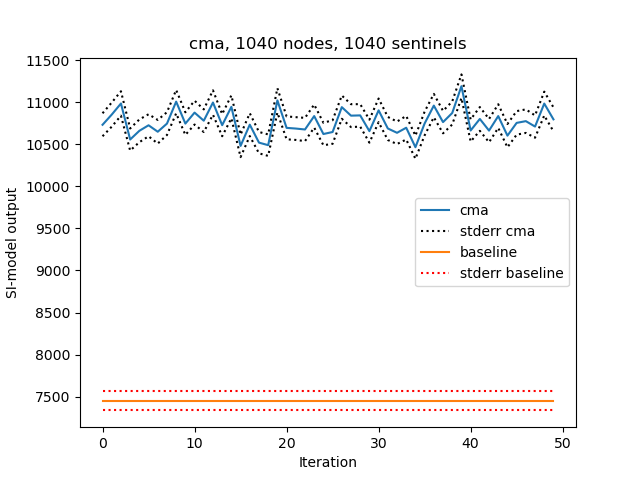 cma, 1040 nodes, 1040 sentinels
11500
11000
10500
10000
9500
9000
8500
8000
7500
SI-model output
cma
stderr cma
baseline
stderr baseline
0
10
20
30
40
50
Iteration